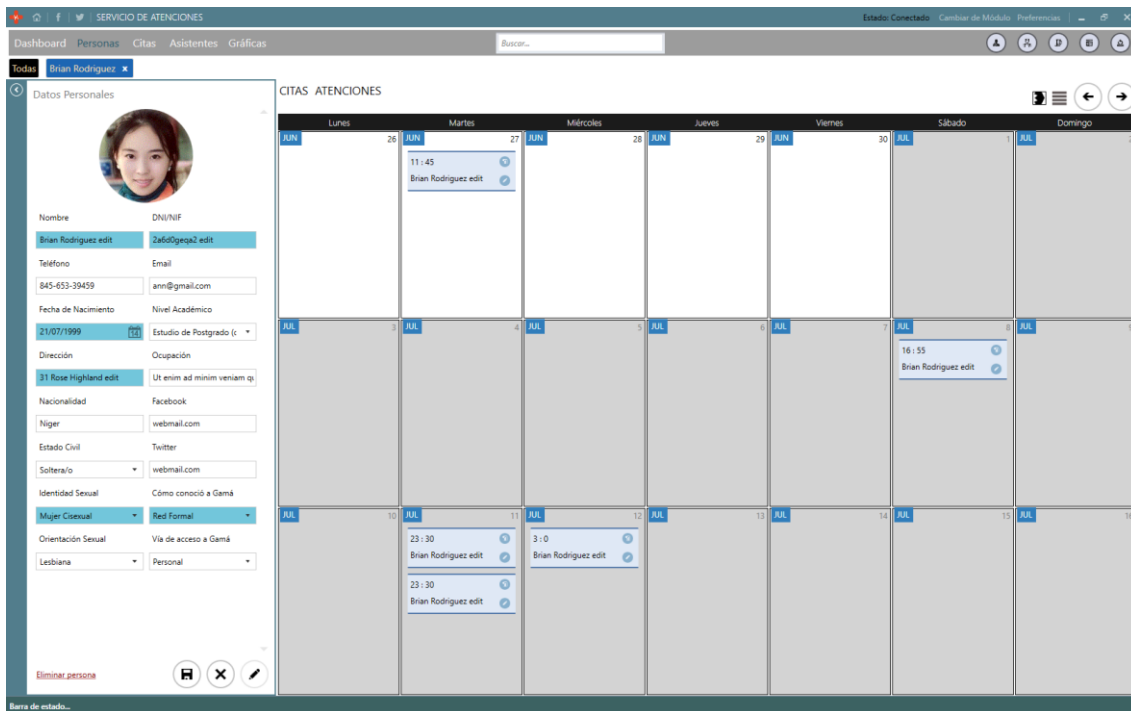 SERVICIO DE ATENCIONES
Estado: Conectado Cambiar de Módulo Preferencias
Dashboard Personas Citas Asistentes Gráficas
Buscar...
Todas Brian Rodriguez x
Datos Personales
Nombre DNI/NIF
Brian Rodriguez edit 2a6d0geqa2 edit
Teléfono Email
845-653-39459 ann@gmail.com
Fecha de Nacimiento Nivel Académico
21/07/1999 14 Estudio de Postgrado (c
Dirección Ocupación
31 Rose Highland edit Ut enim ad minim veniam qu
Nacionalidad Facebook
Niger webmail.com
Estado Civil Twitter
Soltera/o webmail.com
Identidad Sexual Cómo conoció a Gamá
Mujer Cisexual Red Formal
Orientación Sexual Vía de acceso a Gamá
Lesbiana Personal
Eliminar persona
CITAS ATENCIONES
Lunes Martes Miércoles Jueves Viernes Sábado Domingo
JUN 26 JUN 27 JUN 28 JUN 29 JUN 30 JUL 1 JUL 2
11 : 45
Brian Rodriguez edit
JUL 3 JUL 4 JUL 5 JUL 6 JUL 7 JUL 8 JUL 9
16 : 55
Brian Rodriguez edit
JUL 10 JUL 11 JUL 12 JUL 13 JUL 14 JUL 15 JUL 16
23 : 30 3 : 0
Brian Rodriguez edit Brian Rodriguez edit
23 : 30
Brian Rodriguez edit
Barra de estado...